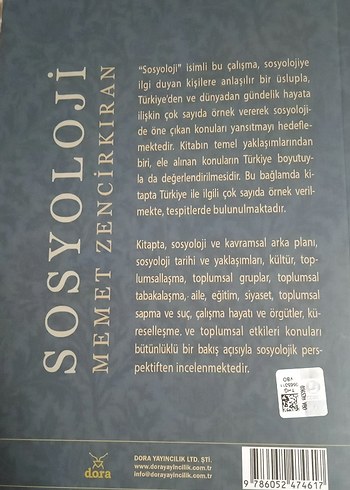 SOSYOLOJİ
MEMET ZENCİRKIRAN
"Sosyoloji" isimli bu çalışma, sosyolojiye
ilgi duyan kişilere anlaşılır bir üslupla,
Türkiye'den ve dünyadan gündelik hayata
ilişkin çok sayıda örnek vererek sosyoloji-
de öne çıkan konuları yansıtmayı hedefle-
mektedir. Kitabın temel yaklaşımlarından
biri, ele alınan konuların Türkiye boyutuy-
la da değerlendirilmesidir. Bu bağlamda ki-
tapta Türkiye ile ilgili çok sayıda örnek veril-
mekte, tespitlerde bulunulmaktadır.
Kitapta, sosyoloji ve kavramsal arka planı,
sosyoloji tarihi ve yaklaşımları, kültür, top-
lumsallaşma, toplumsal gruplar, toplumsal
tabakalaşma, aile, eğitim, siyaset, toplumsal
sapma ve suç, çalışma hayatı ve örgütler, kü-
reselleşme. ve toplumsal etkileri konuları
bütünlüklü bir bakış açısıyla sosyolojik pers-
pektiften incelenmektedir.
dora
DORA YAYINCILIK LTD. ŞTİ.
www.dorayayincilik.com.tr
info@dorayayincilik.com.tr
9 786052 474617